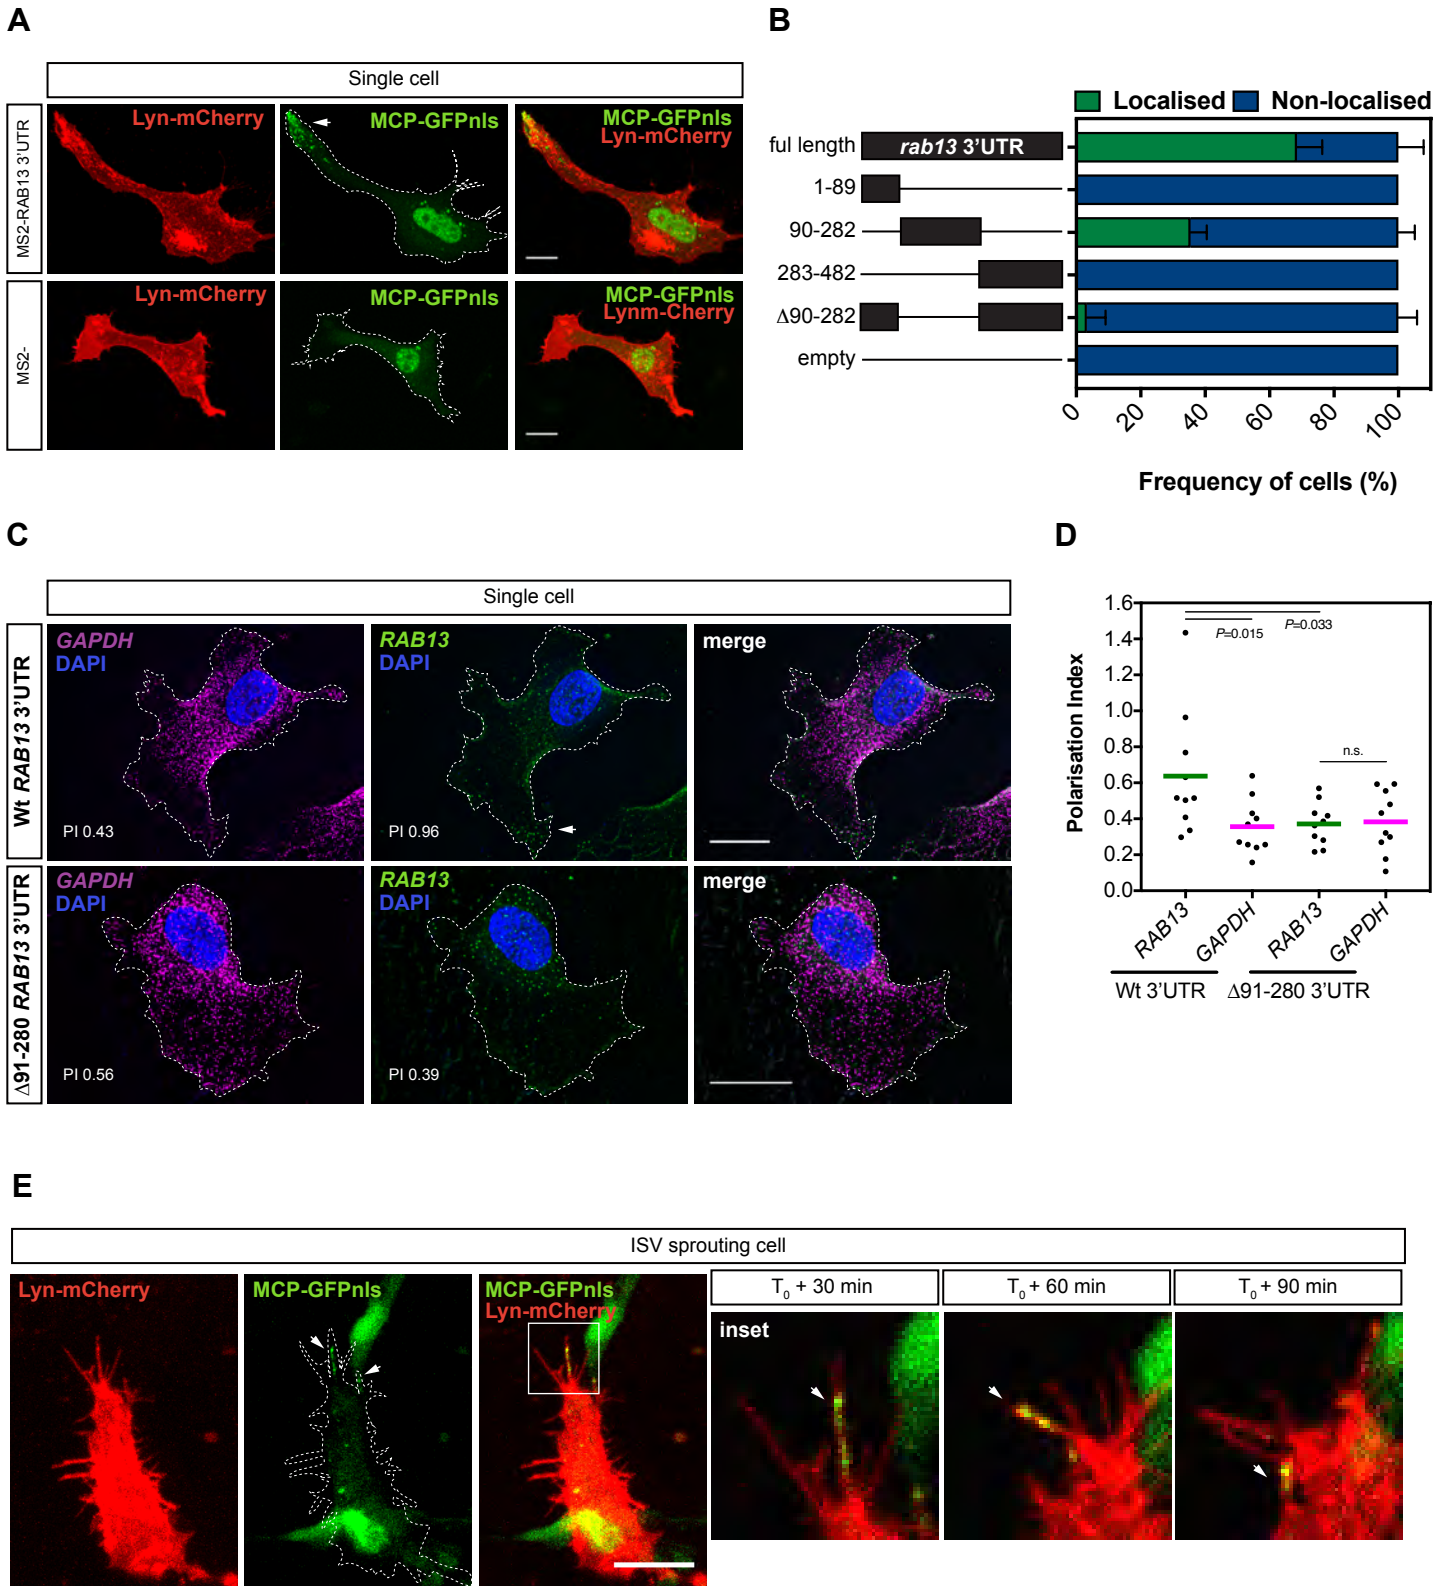 A
Single cell
MS2-RAB13 3'UTR
Lyn-mCherry
MCP-GFPnls
MCP-GFPnls
Lyn-mCherry
MS2-
Lyn-mCherry
MCP-GFPnls
MCP-GFPnls
Lynm-Cherry
B
Localised
Non-localised
ful length
rab13 3'UTR
1-89
90-282
283-482
Δ90-282
empty
0 20 40 60 80 100
Frequency of cells (%)
C
Single cell
Wt RAB13 3'UTR
GAPDH
DAPI
PI 0.43
RAB13
DAPI
PI 0.96
merge
Δ91-280 RAB13 3'UTR
GAPDH
DAPI
PI 0.56
RAB13
DAPI
PI 0.39
merge
D
Polarisation Index
1.6
1.4
1.2
1.0
0.8
0.6
0.4
0.2
0.0
P=0.015
P=0.033
n.s.
RAB13 GAPDH RAB13 GAPDH
Wt 3'UTR Δ91-280 3'UTR
E
ISV sprouting cell
Lyn-mCherry
MCP-GFPnls
MCP-GFPnls
Lyn-mCherry
T0 + 30 min
inset
T0 + 60 min
T0 + 90 min